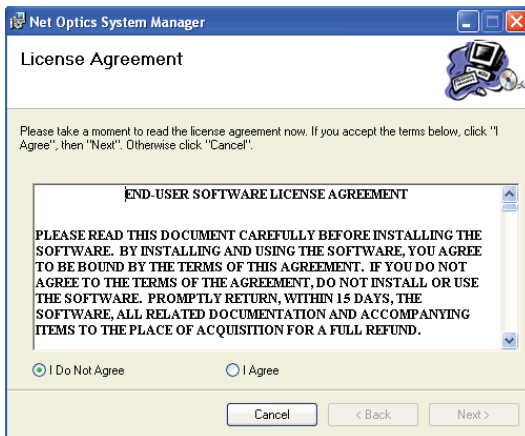 Net Optics System Manager
License Agreement
Please take a moment to read the license agreement now. If you accept the terms below, click "I
Agree", then "Next". Otherwise click "Cancel".
END-USER SOFTWARE LICENSE AGREEMENT
PLEASE READ THIS DOCUMENT CAREFULLY BEFORE INSTALLING THE
SOFTWARE. BY INSTALLING AND USING THE SOFTWARE, YOU AGREE
TO BE BOUND BY THE TERMS OF THIS AGREEMENT. IF YOU DO NOT
AGREE TO THE TERMS OF THE AGREEMENT, DO NOT INSTALL OR USE
THE SOFTWARE. PROMPTLY RETURN, WITHIN 15 DAYS, THE
SOFTWARE, ALL RELATED DOCUMENTATION AND ACCOMPANYING
ITEMS TO THE PLACE OF ACQUISITION FOR A FULL REFUND.
I Do Not Agree
I Agree
Cancel
< Back
Next >